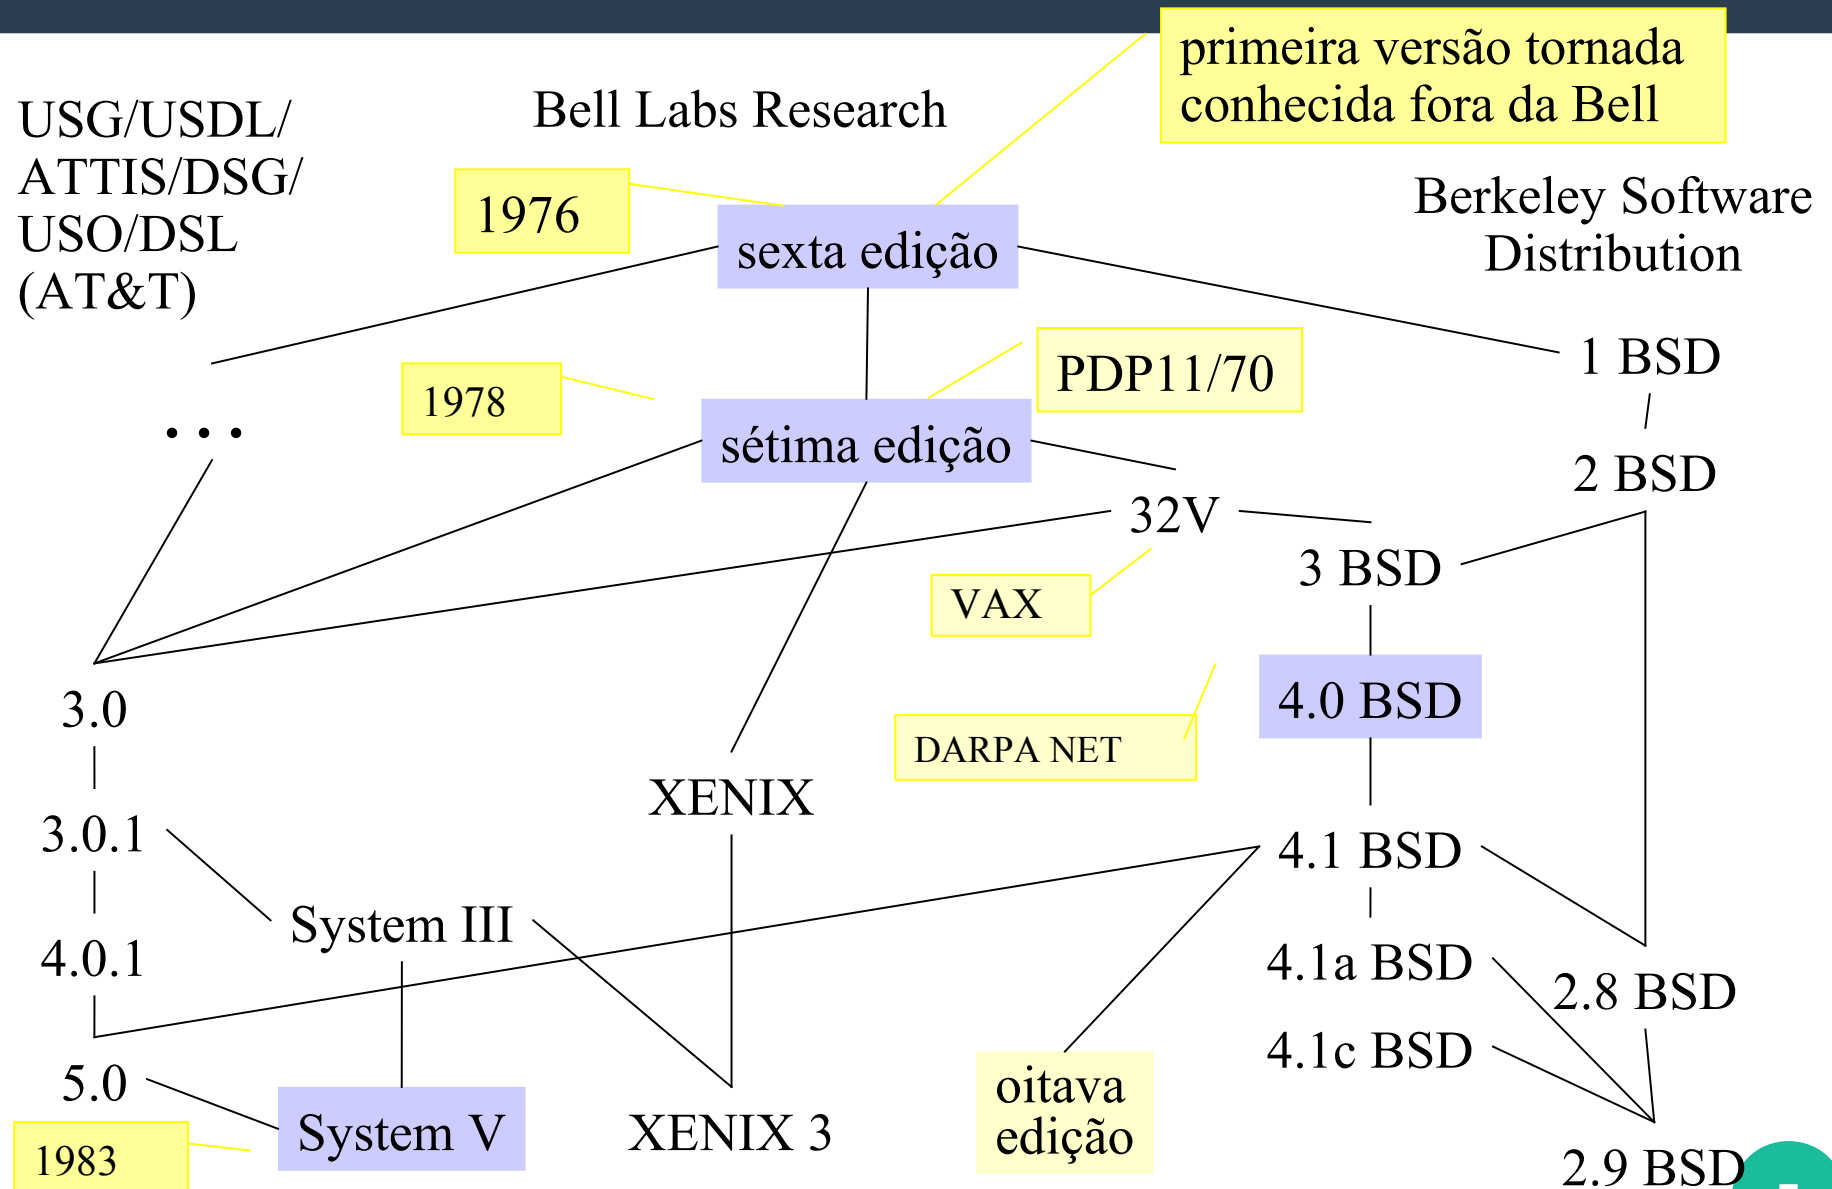 primeira versão tornada
conhecida fora da Bell
USG/USDL/
ATTIS/DSG/
USO/DSL
(AT&T)
Bell Labs Research
Berkeley Software
Distribution
1976
sexta edição
1 BSD
1978
PDP11/70
...
sétima edição
2 BSD
32V
3 BSD
VAX
3.0
4.0 BSD
DARPA NET
XENIX
3.0.1
4.1 BSD
System III
4.0.1
4.1a BSD
2.8 BSD
4.1c BSD
5.0
oitava
edição
System V
XENIX 3
1983
2.9 BSD